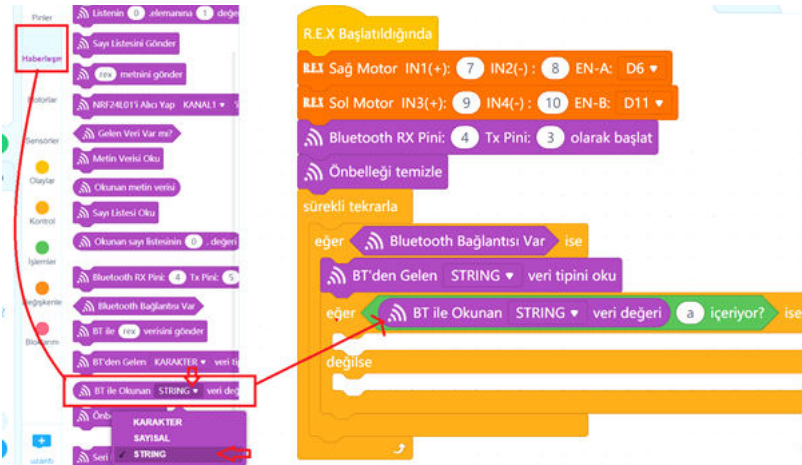 Pinler
Haberleşm
Motorlar
Sensörler
Olaylar
Kontrol
İşlemler
Değişkenle
Bloklarım
uzantı
Listenin 0 .elemanına 1 değe
Sayı Listesini Gönder
rex metnini gönder
NRF24L01'i Alıcı Yap KANAL1
Gelen Veri Var mı?
Metin Verisi Oku
Okunan metin verisi
Sayı Listesi Oku
Okunan sayı listesinin 0 . değeri
Bluetooth RX Pini: 4 Tx Pini: 5
Bluetooth Bağlantısı Var
BT ile rex verisini gönder
BT'den Gelen KARAKTER veri ti
BT ile Okunan STRING veri değ
Önb
KARAKTER
SAYISAL
✓ STRING
Seri
R.E.X Başlatıldığında
R.E.X Sağ Motor IN1(+): 7 IN2(-) : 8 EN-A: D6
R.E.X Sol Motor IN3(+): 9 IN4(-) : 10 EN-B: D11
Bluetooth RX Pini: 4 Tx Pini: 3 olarak başlat
Önbelleği temizle
sürekli tekrarla
eğer Bluetooth Bağlantısı Var ise
BT'den Gelen STRING veri tipini oku
eğer BT ile Okunan STRING veri değeri a içeriyor? ise
değilse